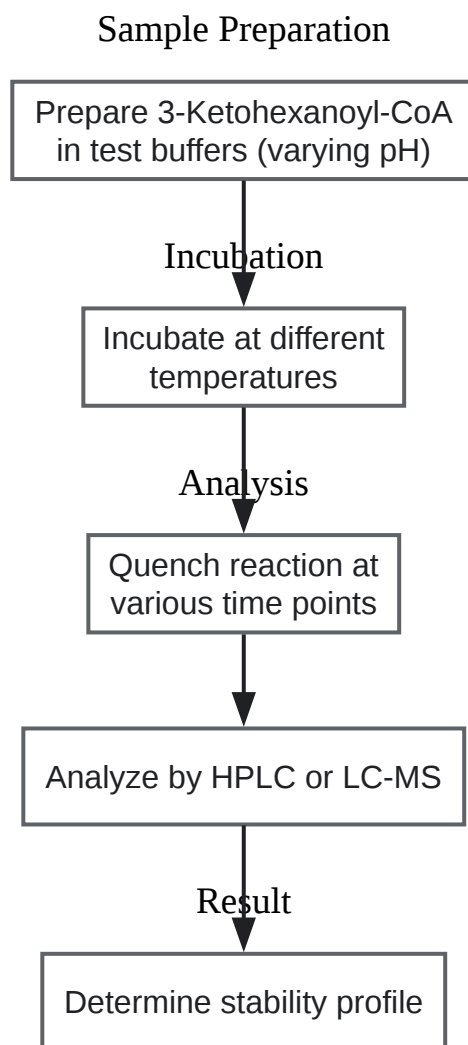 Sample Preparation
Prepare 3-Ketohexanoyl-CoA
in test buffers (varying pH)
Incubation
Incubate at different
temperatures
Analysis
Quench reaction at
various time points
Analyze by HPLC or LC-MS
Result
Determine stability profile